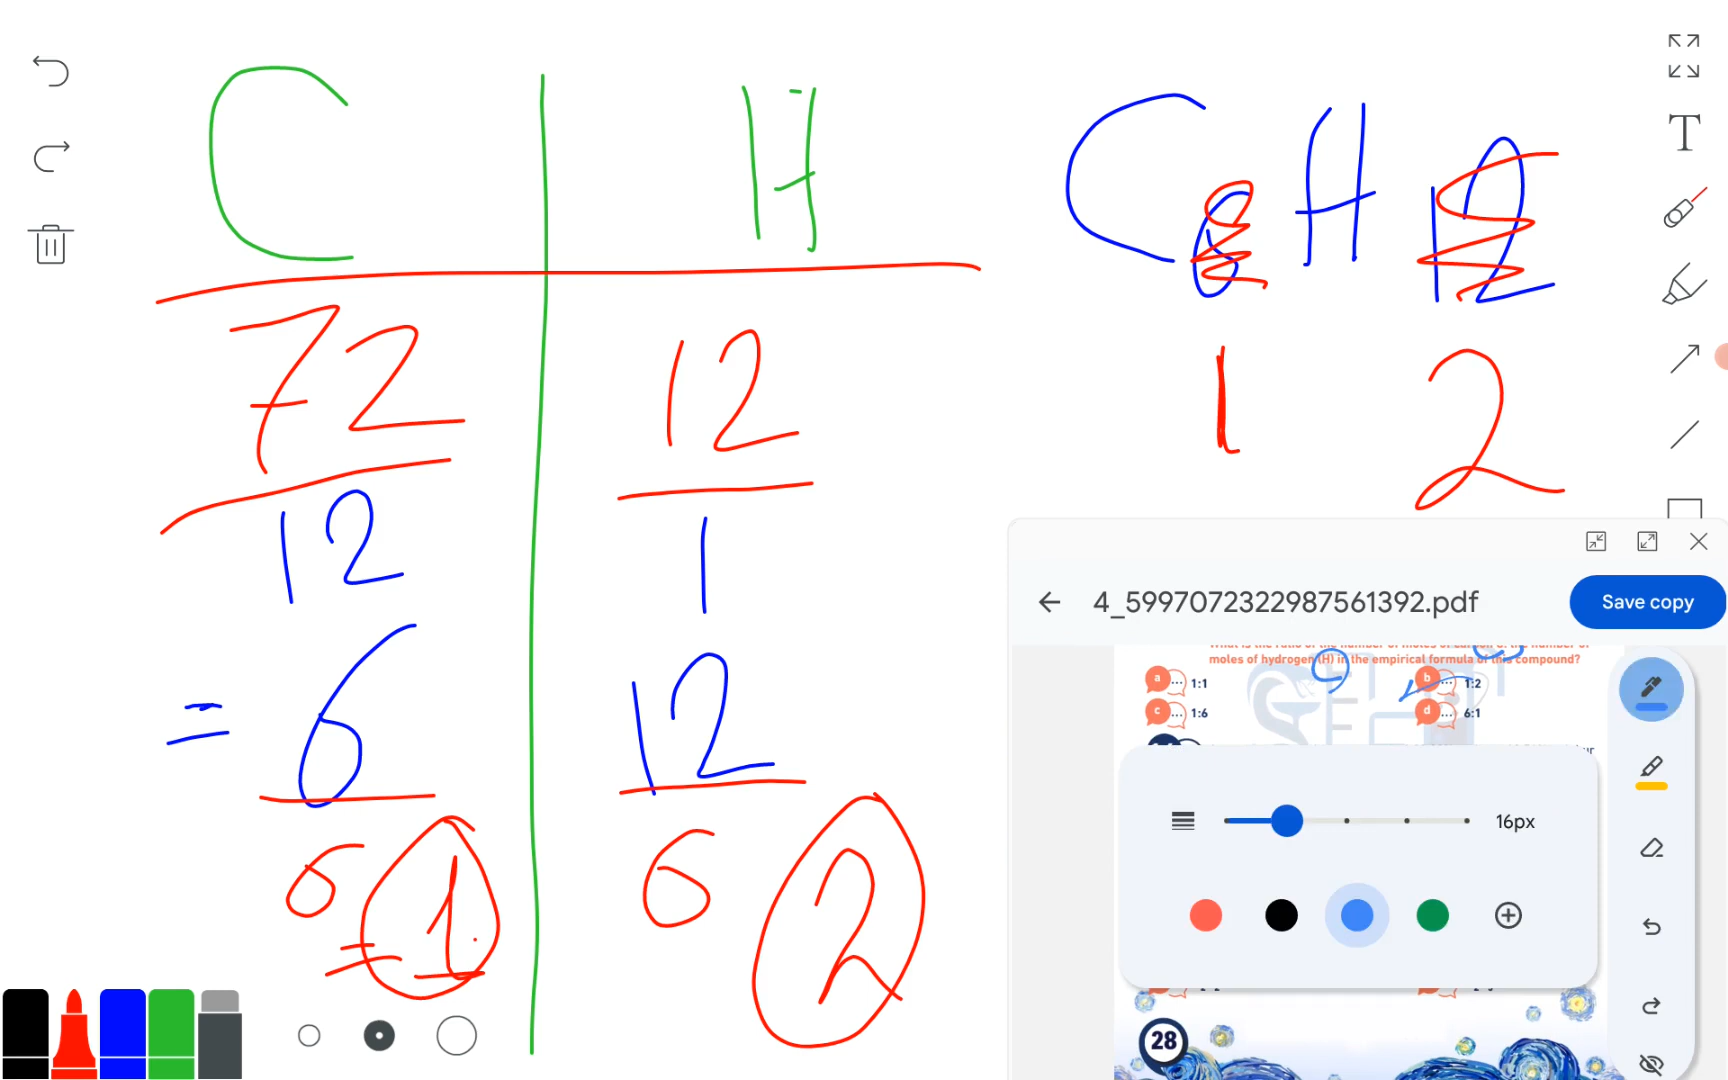 C H
72 12
12 1
= 6 12
6 6
= 1 2
C H
1 2
T
4_5997072322987561392.pdf
Save copy
moles of hydrogen (H) in the empirical formula of this compound?
a ... 1:1
b ... 1:2
c ... 1:6
d ... 6:1
16px
28